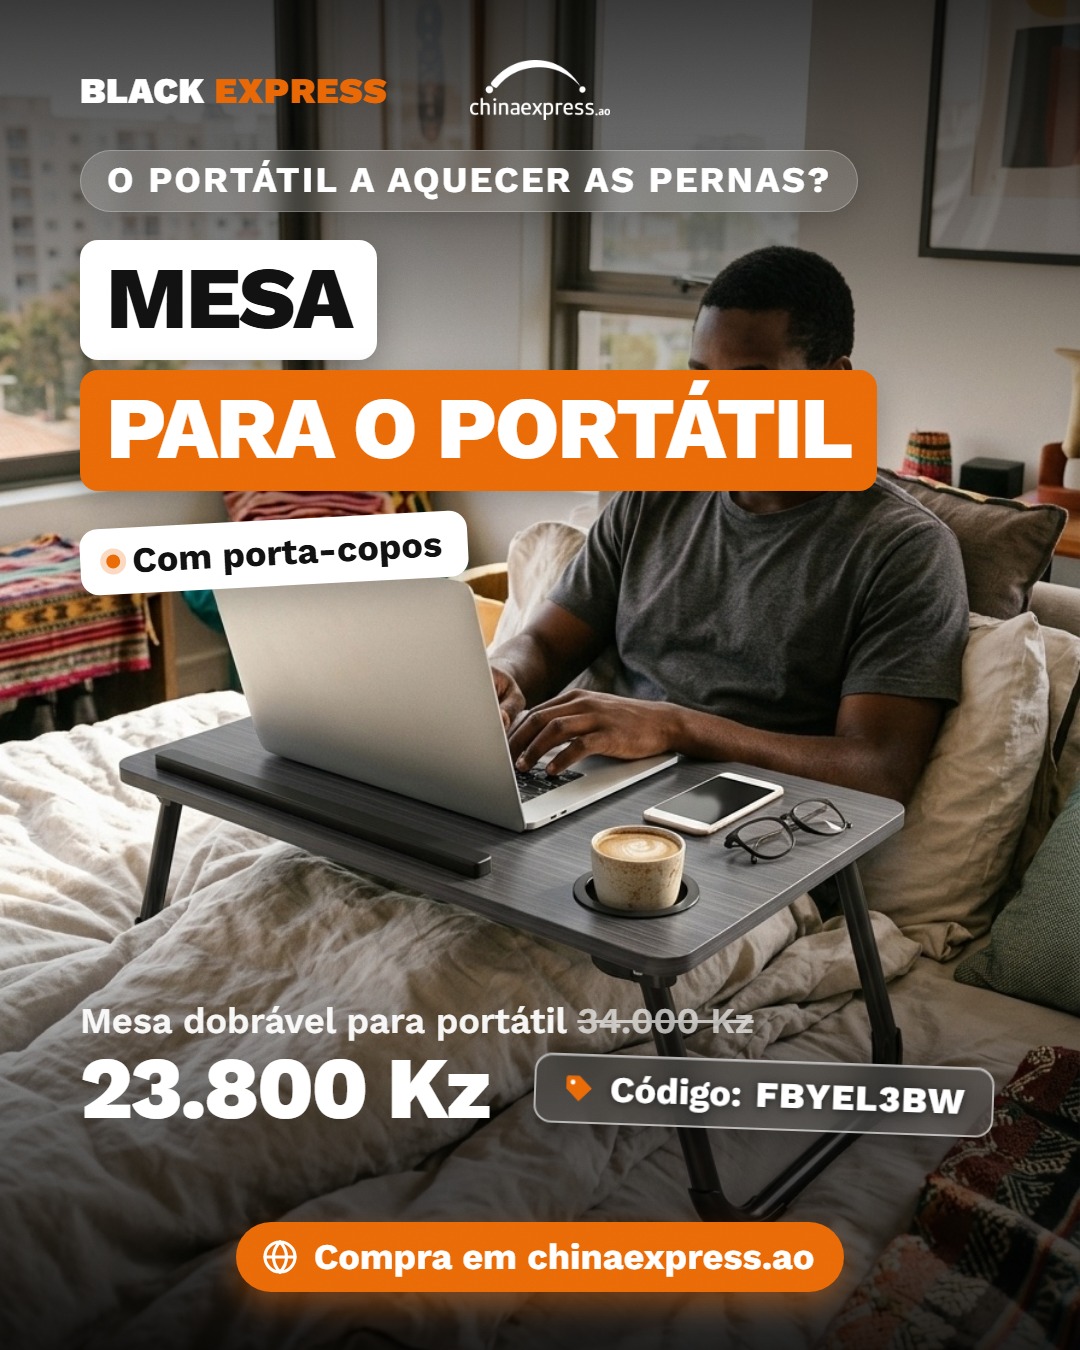 BLACK EXPRESS
chinaexpress.ao
O PORTÁTIL A AQUECER AS PERNAS?
MESA
PARA O PORTÁTIL
Com porta-copos
Mesa dobrável para portátil 34.000 Kz
23.800 Kz
Código: FBYEL3BW
Compra em chinaexpress.ao